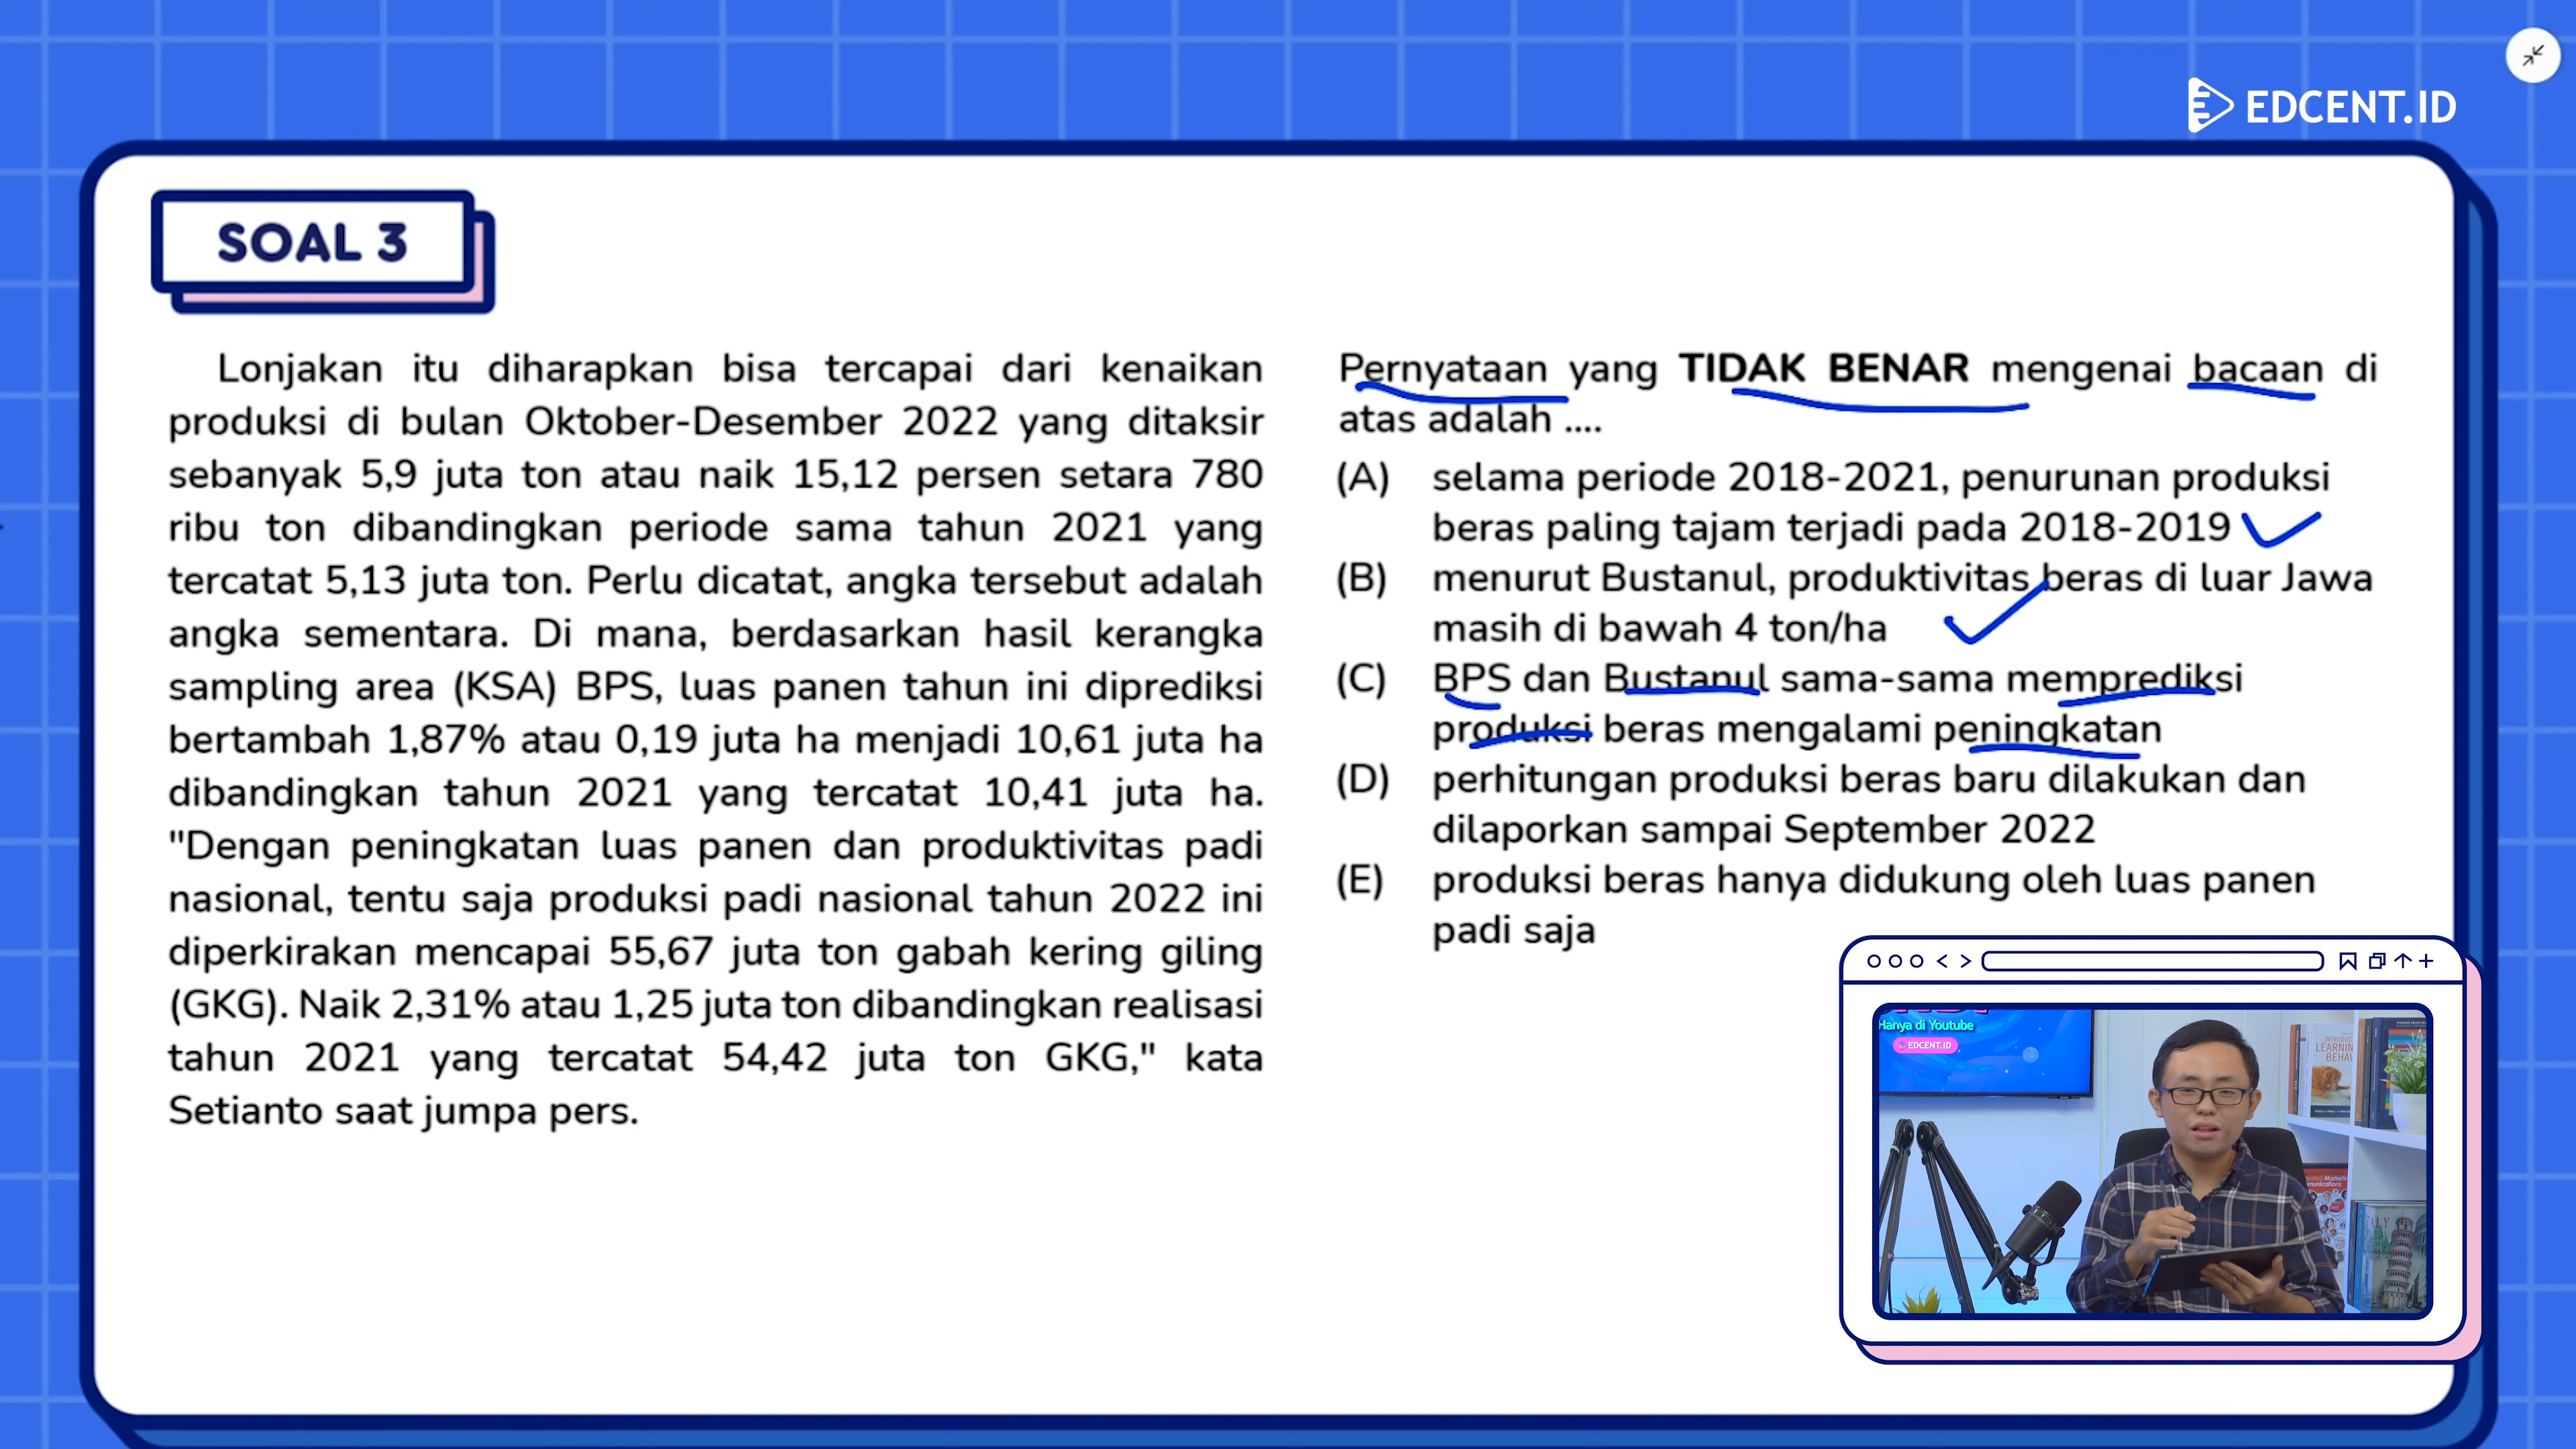 EDCENT.ID
SOAL 3
Lonjakan itu diharapkan bisa tercapai dari kenaikan
produksi di bulan Oktober-Desember 2022 yang ditaksir
sebanyak 5,9 juta ton atau naik 15,12 persen setara 780
ribu ton dibandingkan periode sama tahun 2021 yang
tercatat 5,13 juta ton. Perlu dicatat, angka tersebut adalah
angka sementara. Di mana, berdasarkan hasil kerangka
sampling area (KSA) BPS, luas panen tahun ini diprediksi
bertambah 1,87% atau 0,19 juta ha menjadi 10,61 juta ha
dibandingkan tahun 2021 yang tercatat 10,41 juta ha.
"Dengan peningkatan luas panen dan produktivitas padi
nasional, tentu saja produksi padi nasional tahun 2022 ini
diperkirakan mencapai 55,67 juta ton gabah kering giling
(GKG). Naik 2,31% atau 1,25 juta ton dibandingkan realisasi
tahun 2021 yang tercatat 54,42 juta ton GKG," kata
Setianto saat jumpa pers.
Pernyataan yang TIDAK BENAR mengenai bacaan di
atas adalah ....
(A) selama periode 2018-2021, penurunan produksi
beras paling tajam terjadi pada 2018-2019
(B) menurut Bustanul, produktivitas beras di luar Jawa
masih di bawah 4 ton/ha
(C) BPS dan Bustanul sama-sama memprediksi
produksi beras mengalami peningkatan
(D) perhitungan produksi beras baru dilakukan dan
dilaporkan sampai September 2022
(E) produksi beras hanya didukung oleh luas panen
padi saja
Hanya di Youtube
EDCENT.ID
LEARNING